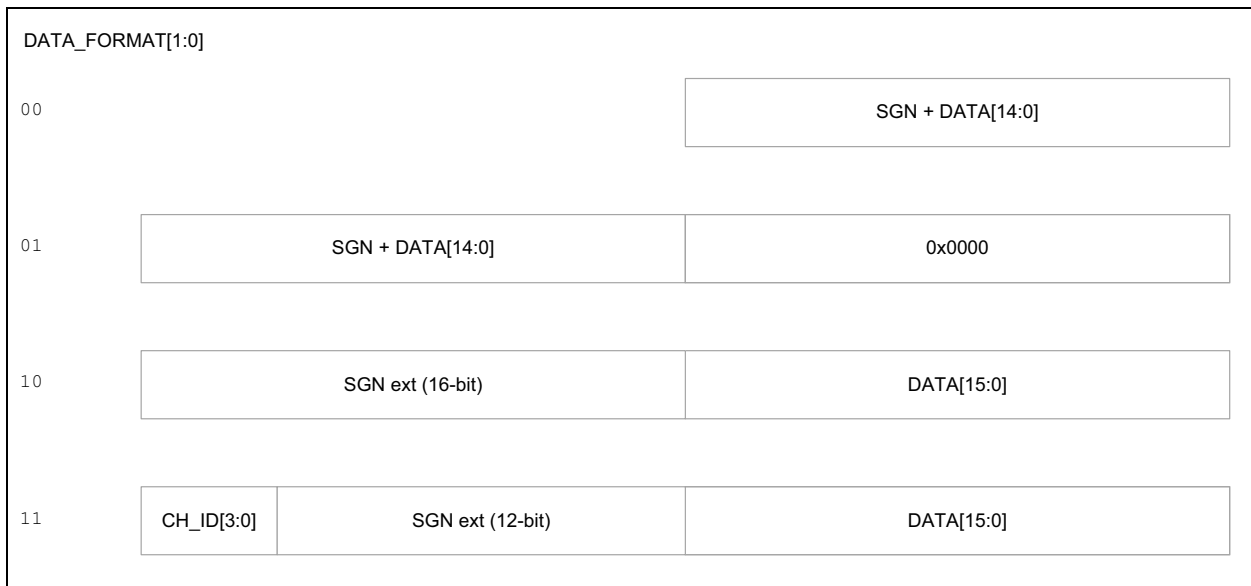 DATA_FORMAT[1:0]
00 SGN + DATA[14:0]
01 SGN + DATA[14:0] 0x0000
10 SGN ext (16-bit) DATA[15:0]
11 CH_ID[3:0] SGN ext (12-bit) DATA[15:0]